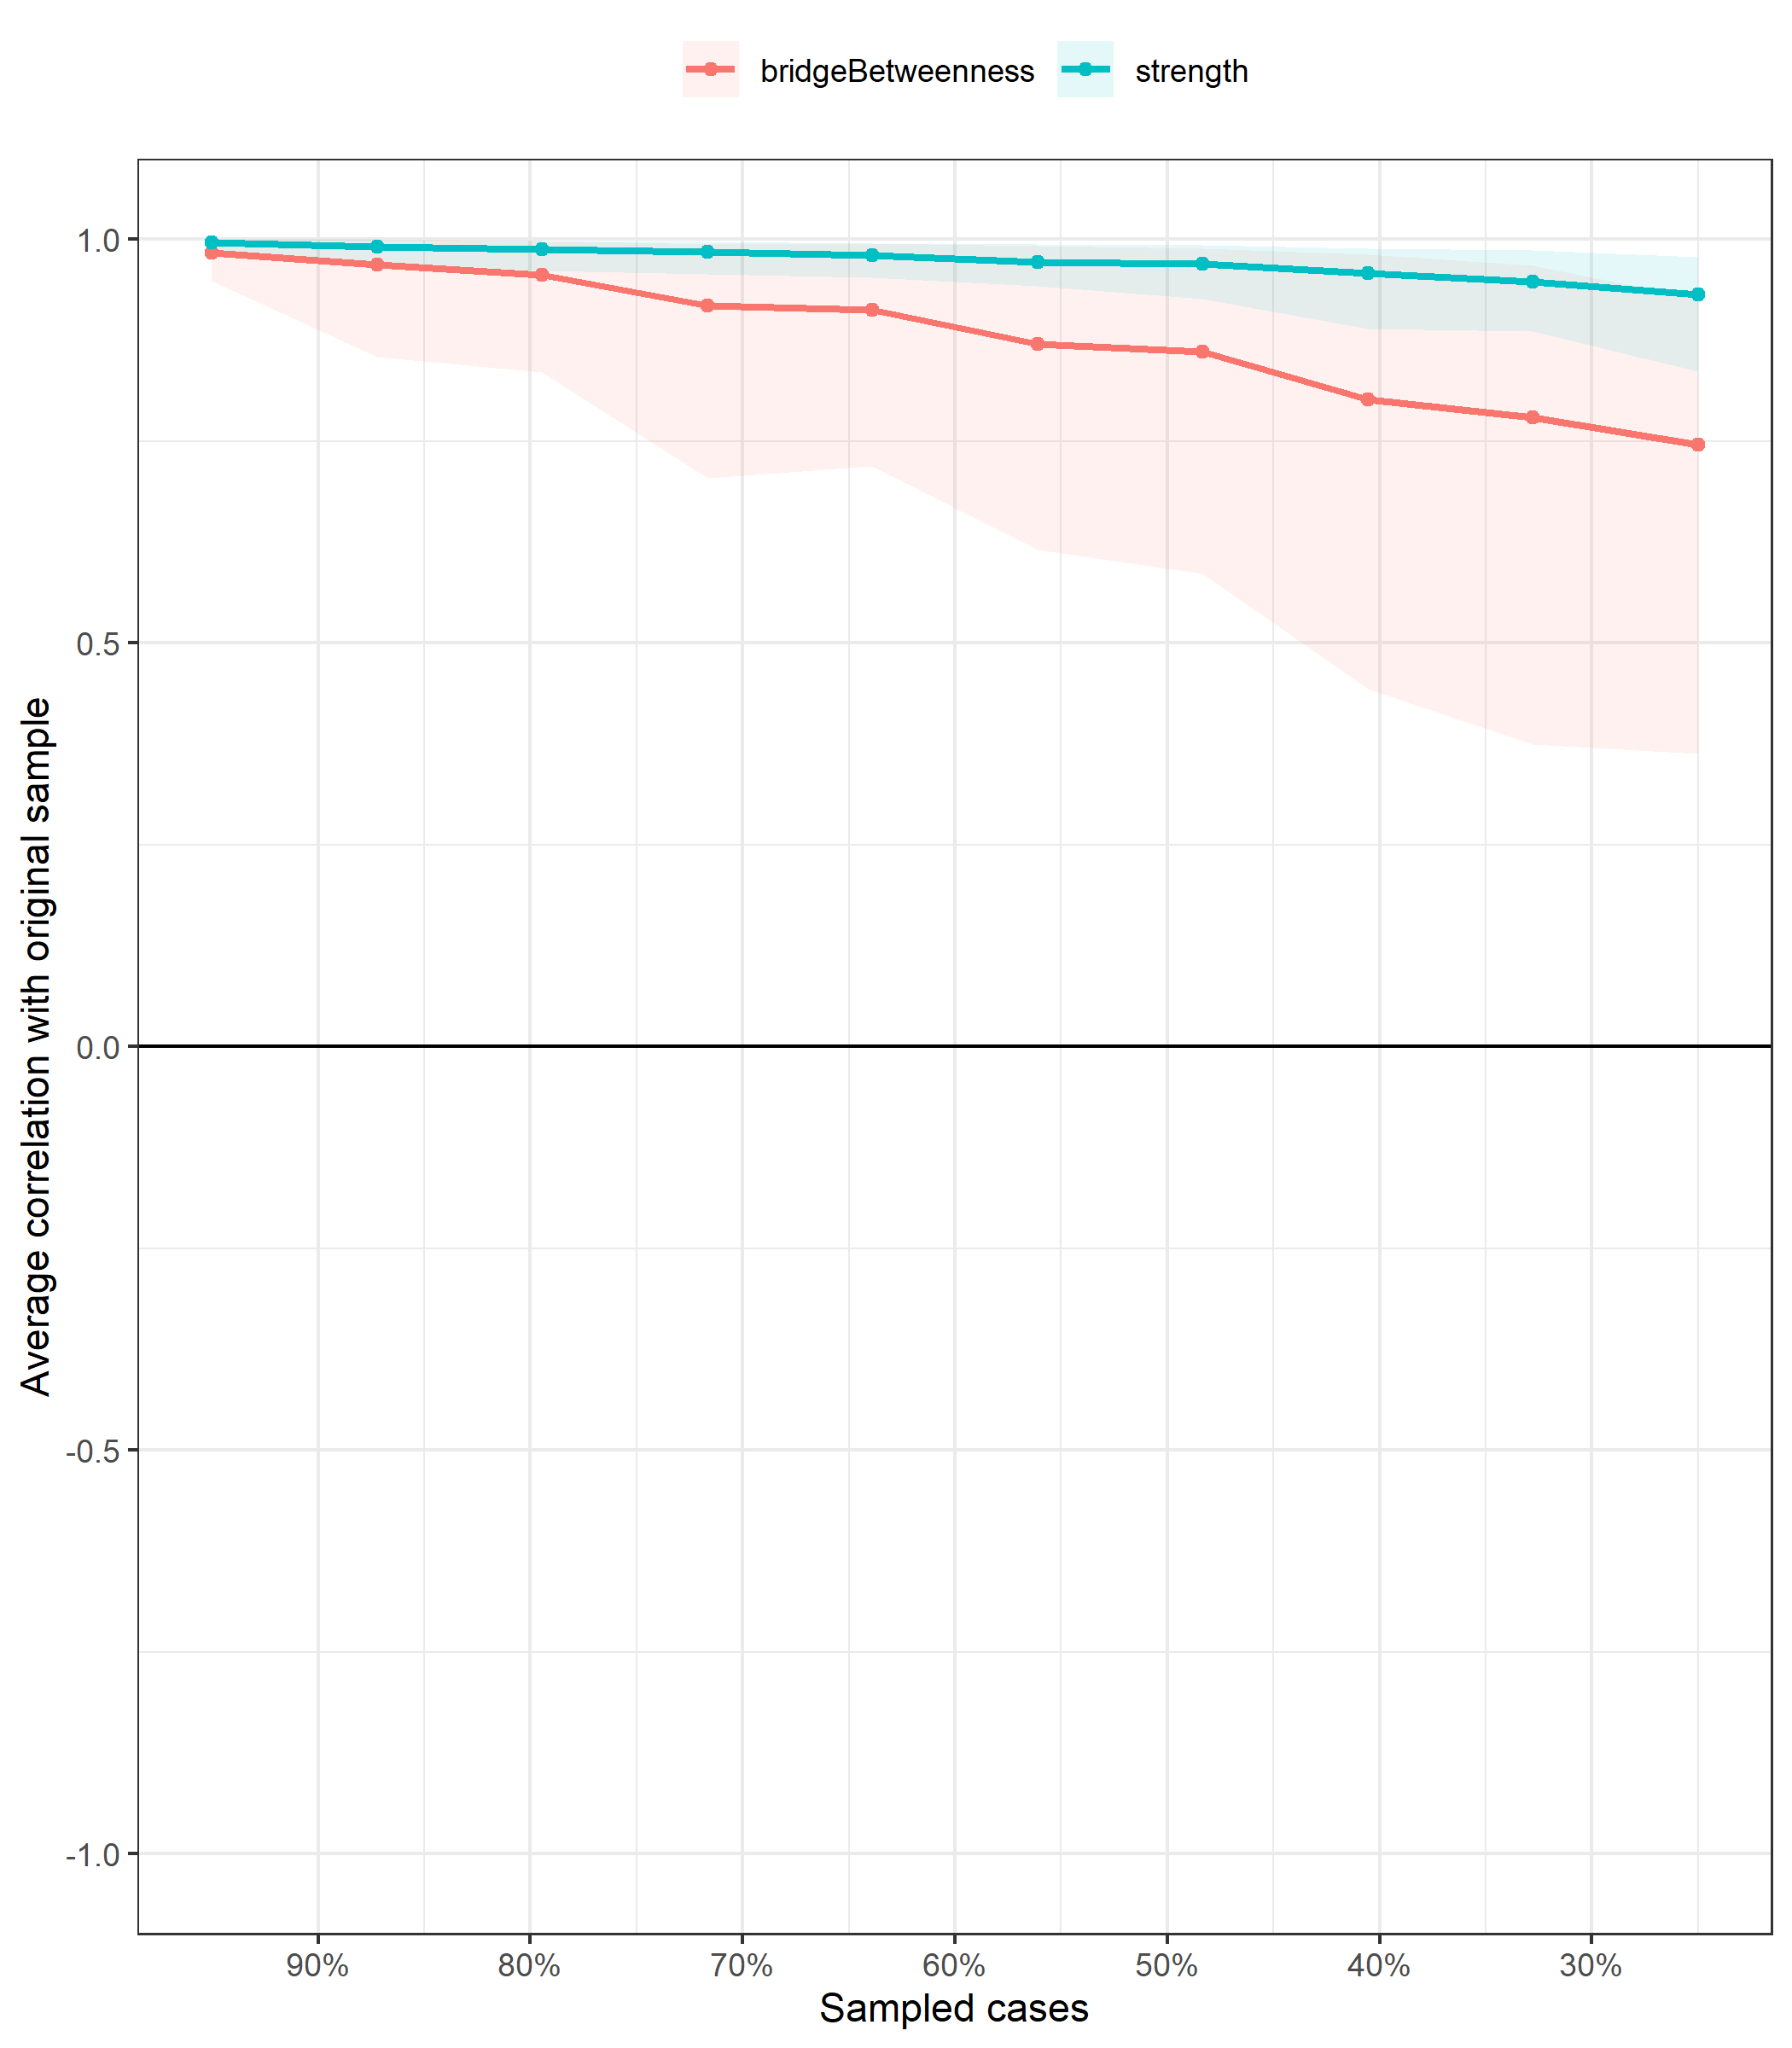 bridgeBetweenness strength
1.0
0.5
0.0
-0.5
-1.0
Average correlation with original sample
90% 80% 70% 60% 50% 40% 30%
Sampled cases